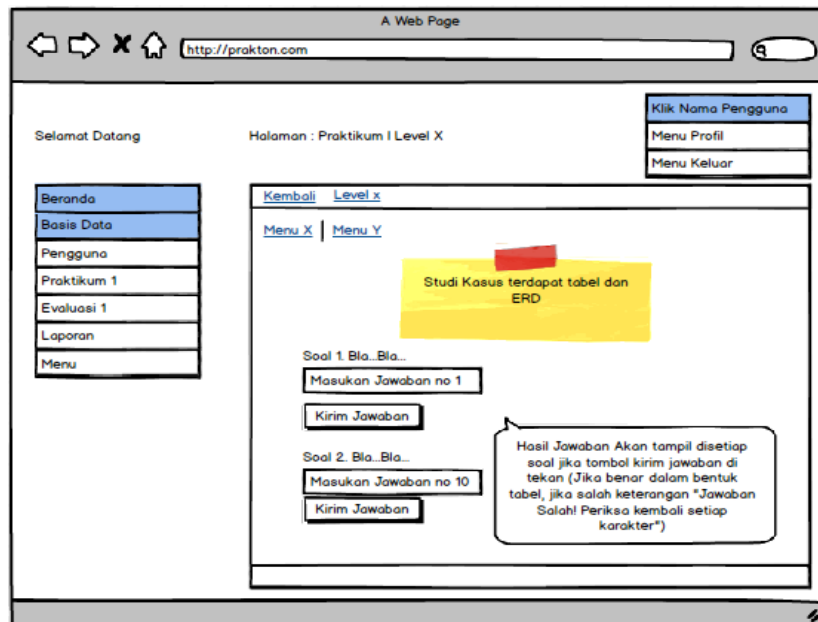 A Web Page
http://prakton.com
Klik Nama Pengguna
Menu Profil
Menu Keluar
Selamat Datang
Halaman : Praktikum I Level X
Beranda
Basis Data
Pengguna
Praktikum 1
Evaluasi 1
Laporan
Menu
Kembali Level x
Menu X Menu Y
Studi Kasus terdapat tabel dan
ERD
Soal 1. Bla...Bla...
Masukan Jawaban no 1
Kirim Jawaban
Soal 2. Bla...Bla...
Masukan Jawaban no 10
Kirim Jawaban
Hasil Jawaban Akan tampil disetiap
soal jika tombol kirim jawaban di
tekan (Jika benar dalam bentuk
tabel, jika salah keterangan "Jawaban
Salah! Periksa kembali setiap
karakter")